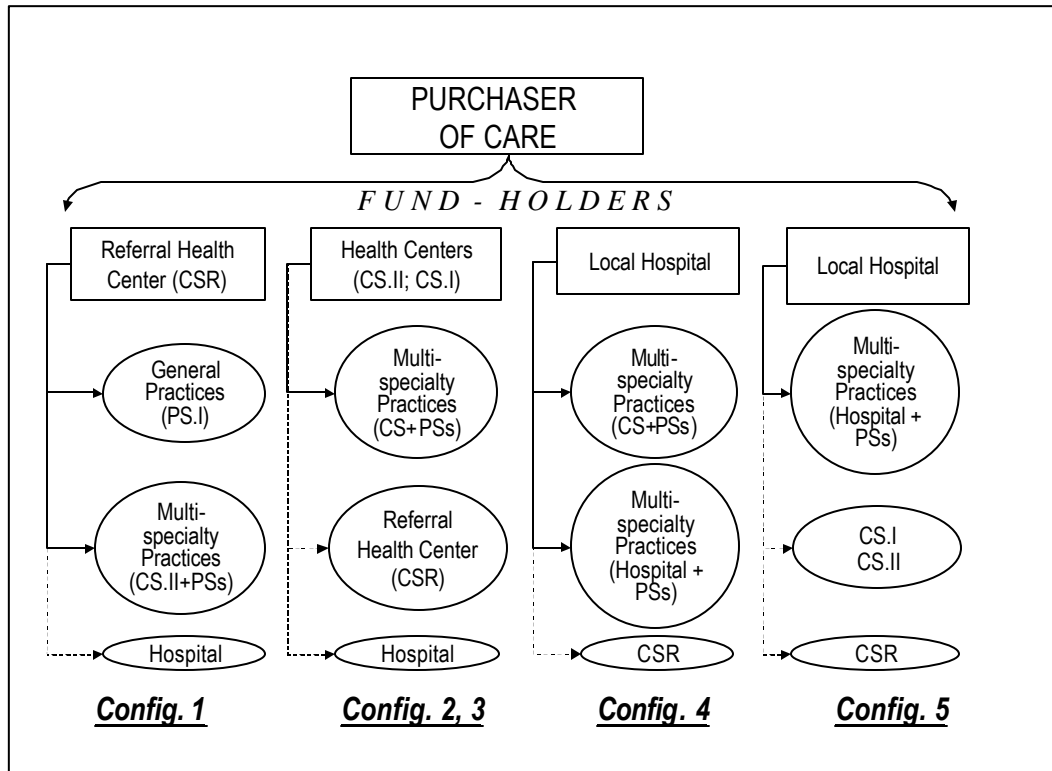 PURCHASER
OF CARE
FUND - HOLDERS
Referral Health
Center (CSR)
General
Practices
(PS.I)
Multi-
specialty
Practices
(CS.II+PSs)
Hospital
Config. 1
Health Centers
(CS.II; CS.I)
Multi-
specialty
Practices
(CS+PSs)
Referral
Health Center
(CSR)
Hospital
Config. 2, 3
Local Hospital
Multi-
specialty
Practices
(CS+PSs)
Multi-
specialty
Practices
(Hospital +
PSs)
CSR
Config. 4
Local Hospital
Multi-
specialty
Practices
(Hospital +
PSs)
CS.I
CS.II
CSR
Config. 5